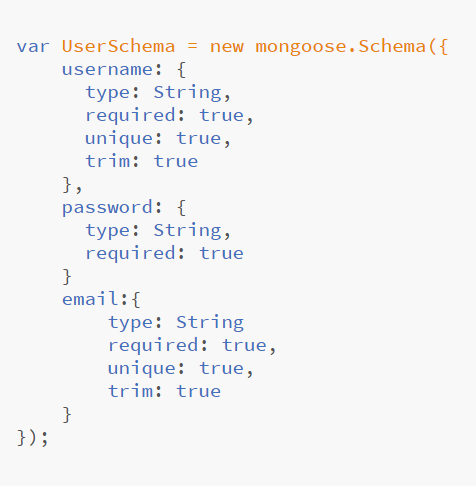 var UserSchema = new mongoose.Schema({
    username: {
      type: String,
      required: true,
      unique: true,
      trim: true
    },
    password: {
      type: String,
      required: true
    }
    email:{
        type: String
        required: true,
        unique: true,
        trim: true
    }
});